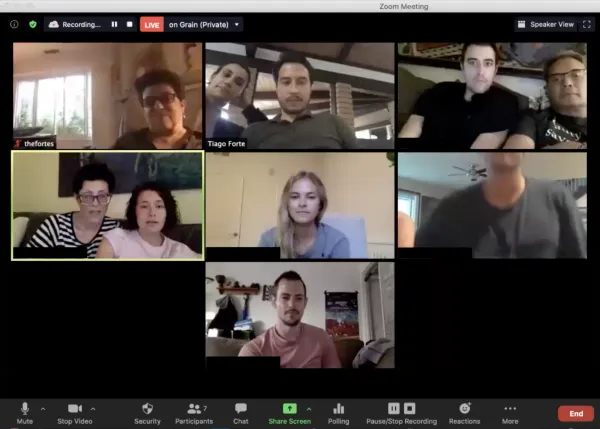 Zoom Meeting
Recording...
LIVE
on Grain (Private)
Speaker View
thefortes
Tiago Forte
Mute
Stop Video
Security
Participants
7
Chat
Share Screen
Polling
Pause/Stop Recording
Reactions
More
End